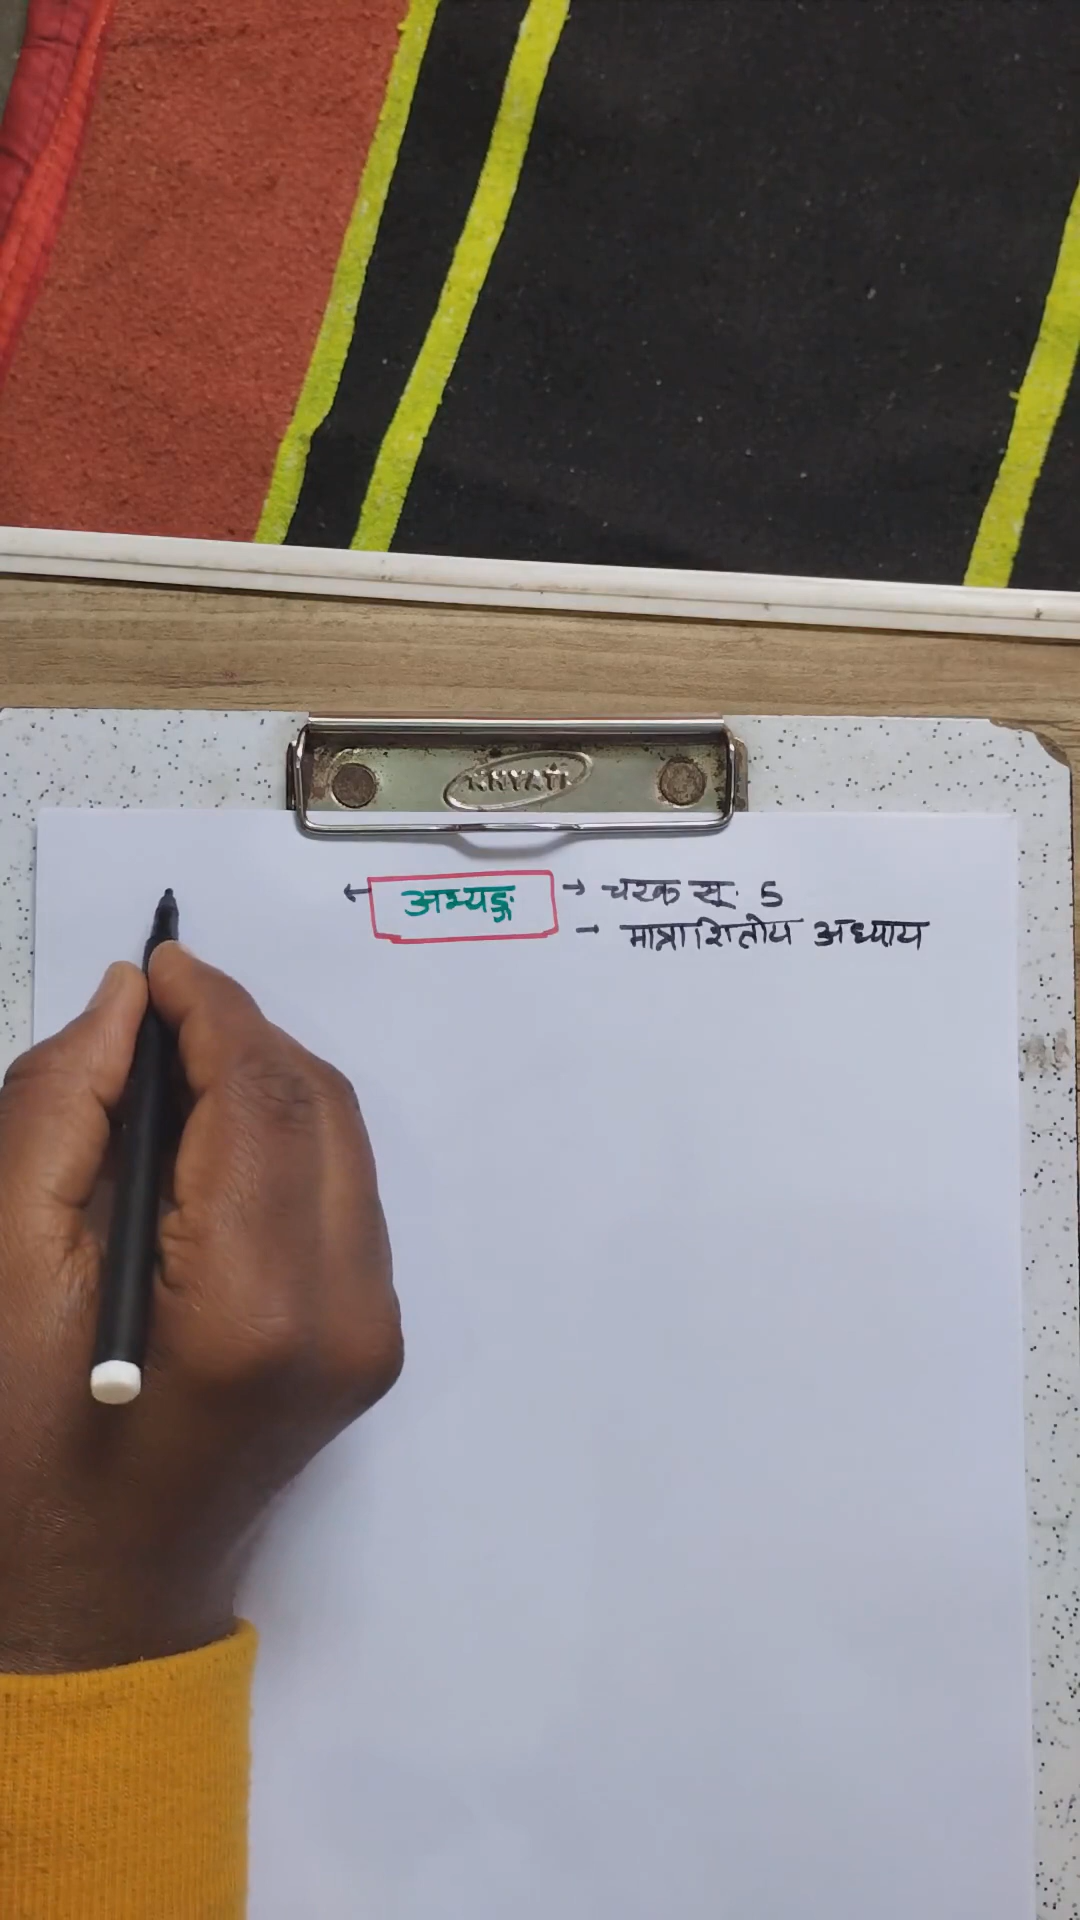 KHYATI
← अभ्यङ्गः → चरक सू. 5
→ मात्राशितीय अध्याय